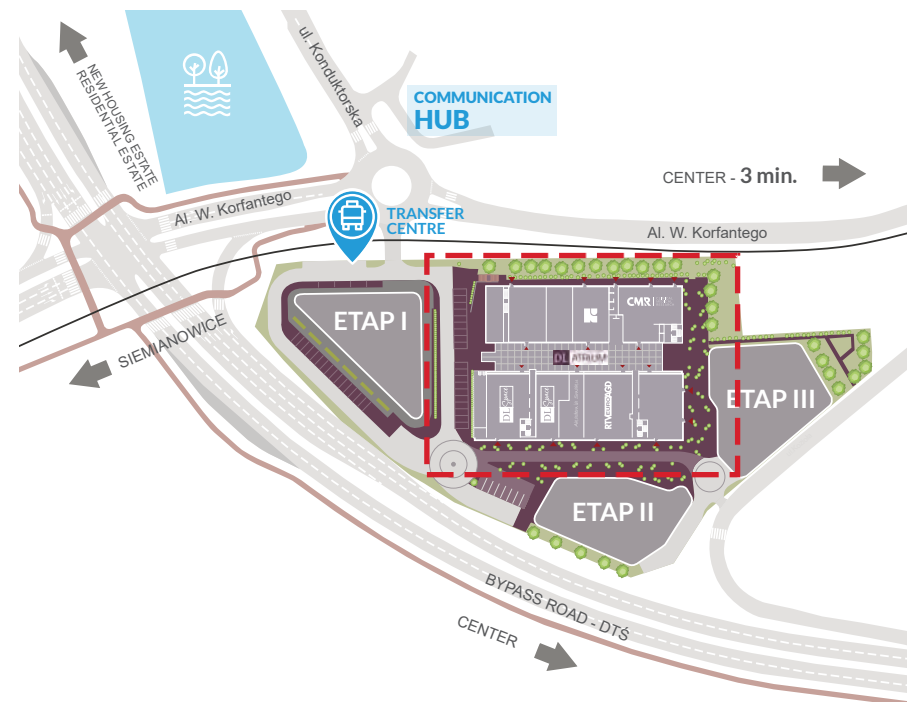 NEW HOUSING ESTATE
RESIDENTIAL ESTATE
ul. Konduktorska
COMMUNICATION
HUB
CENTER - 3 min.
Al. W. Korfantego
TRANSFER
CENTRE
Al. W. Korfantego
SIEMIANOWICE
ETAP I
CMR
DL ATRIUM
DL
DL
RTV EURO AGD
ETAP III
ETAP II
BYPASS ROAD - DTŚ
CENTER